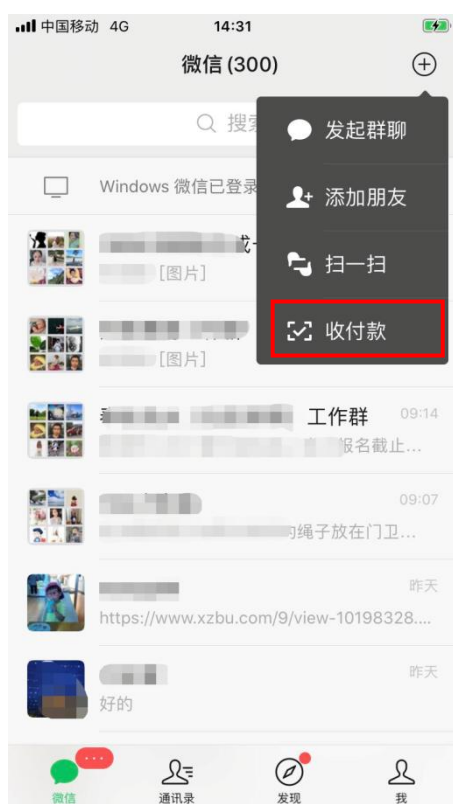 中国移动 4G 14:31
微信(300)
搜
发起群聊
添加朋友
扫一扫
收付款
Windows 微信已登录
[图片]
[图片]
工作群 09:14
报名截止...
09:07
绳子放在门卫...
昨天
https://www.xzbu.com/9/view-10198328....
昨天
好的
微信 通讯录 发现 我